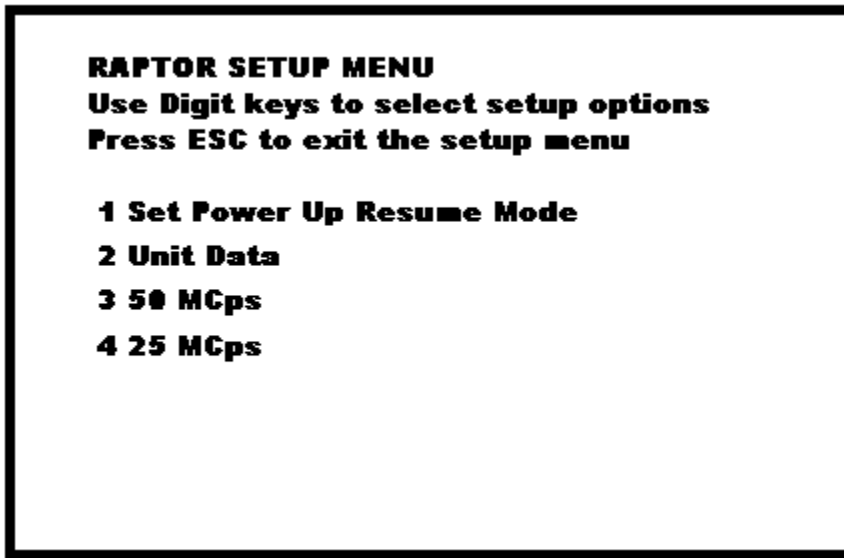 RAPTOR SETUP MENU
Use Digit keys to select setup options
Press ESC to exit the setup menu
1 Set Power Up Resume Mode
2 Unit Data
3 50 MCps
4 25 MCps